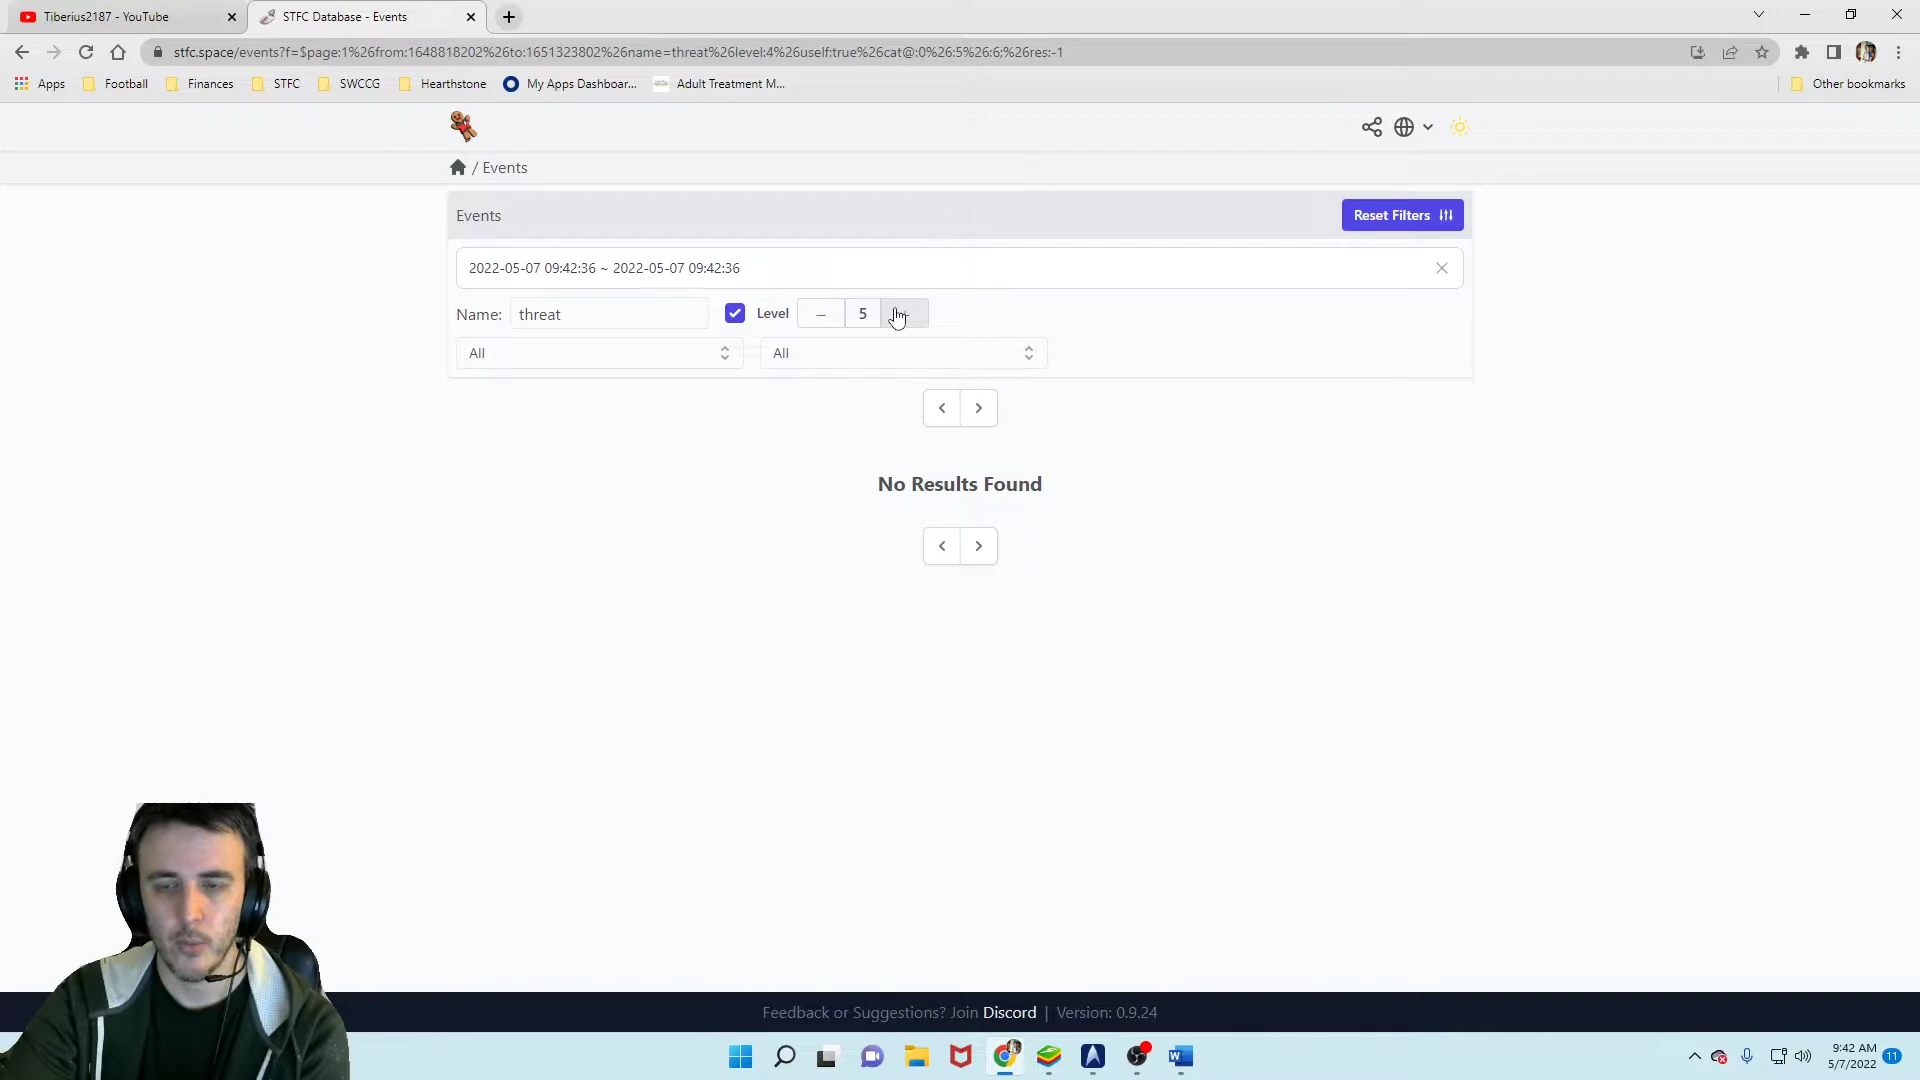 Tiberius2187 - YouTube
STFC Database - Events
stfc.space/events?f=$page:1%26from:1648818202%26to:1651323802%26name=threat%26level:4%26uself:true%26cat@:0%26:5%26:6;%26res:-1
Apps
Football
Finances
STFC
SWCCG
Hearthstone
My Apps Dashboar...
Adult Treatment M...
Other bookmarks
/ Events
Events
Reset Filters
2022-05-07 09:42:36 ~ 2022-05-07 09:42:36
Name: threat Level – 5
All All
No Results Found
Feedback or Suggestions? Join Discord | Version: 0.9.24
9:42 AM
5/7/2022
11